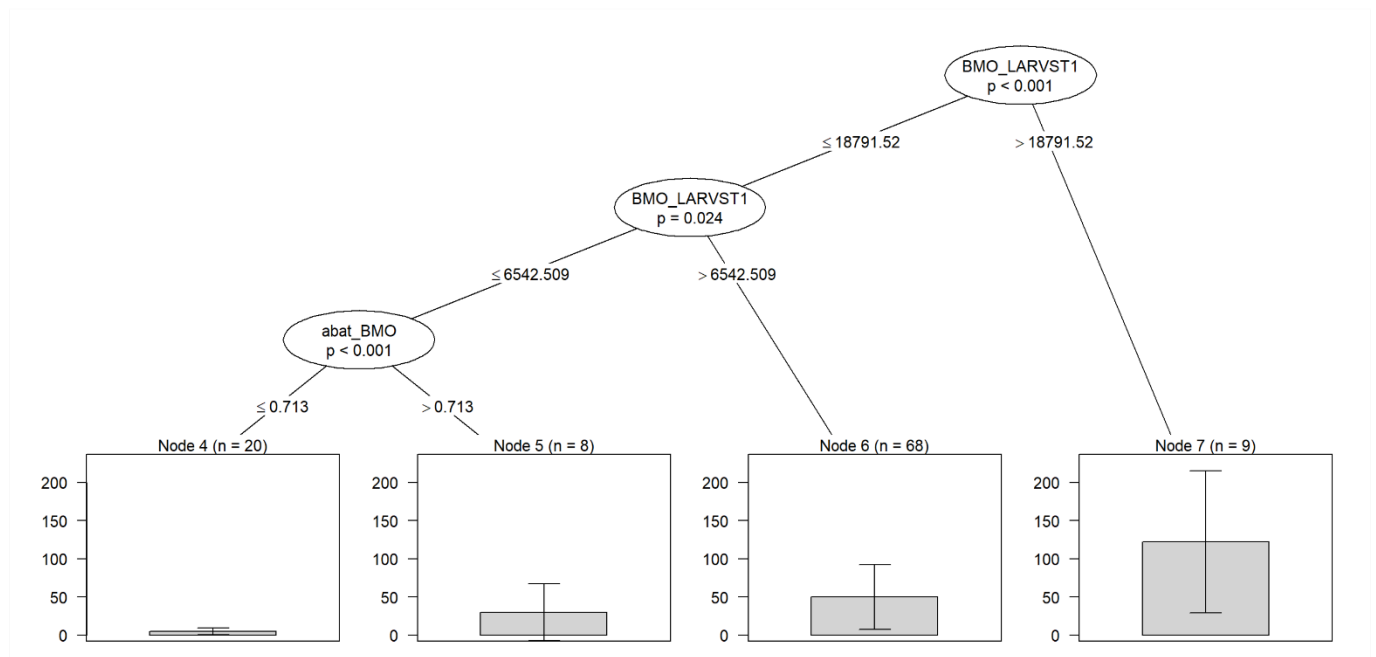 BMO_LARVST1
p < 0.001
≤ 18791.52
> 18791.52
BMO_LARVST1
p = 0.024
≤ 6542.509
> 6542.509
abat_BMO
p < 0.001
≤ 0.713
> 0.713
Node 4 (n = 20)
200
150
100
50
0
Node 5 (n = 8)
200
150
100
50
0
Node 6 (n = 68)
200
150
100
50
0
Node 7 (n = 9)
200
150
100
50
0